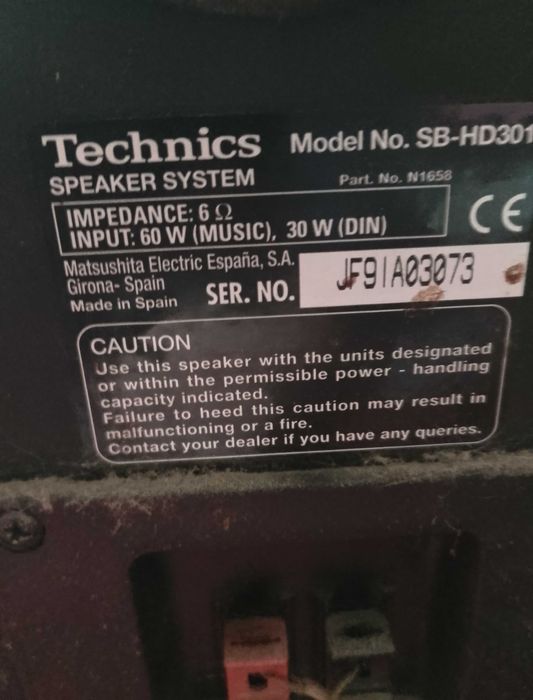 Technics Model No. SB-HD301
SPEAKER SYSTEM Part. No. N1658
IMPEDANCE: 6 Ω
INPUT: 60 W (MUSIC), 30 W (DIN)
CE
Matsushita Electric España, S.A.
Girona- Spain
Made in Spain
SER. NO. JF91A03073
CAUTION
Use this speaker with the units designated
or within the permissible power - handling
capacity indicated.
Failure to heed this caution may result in
malfunctioning or a fire.
Contact your dealer if you have any queries.